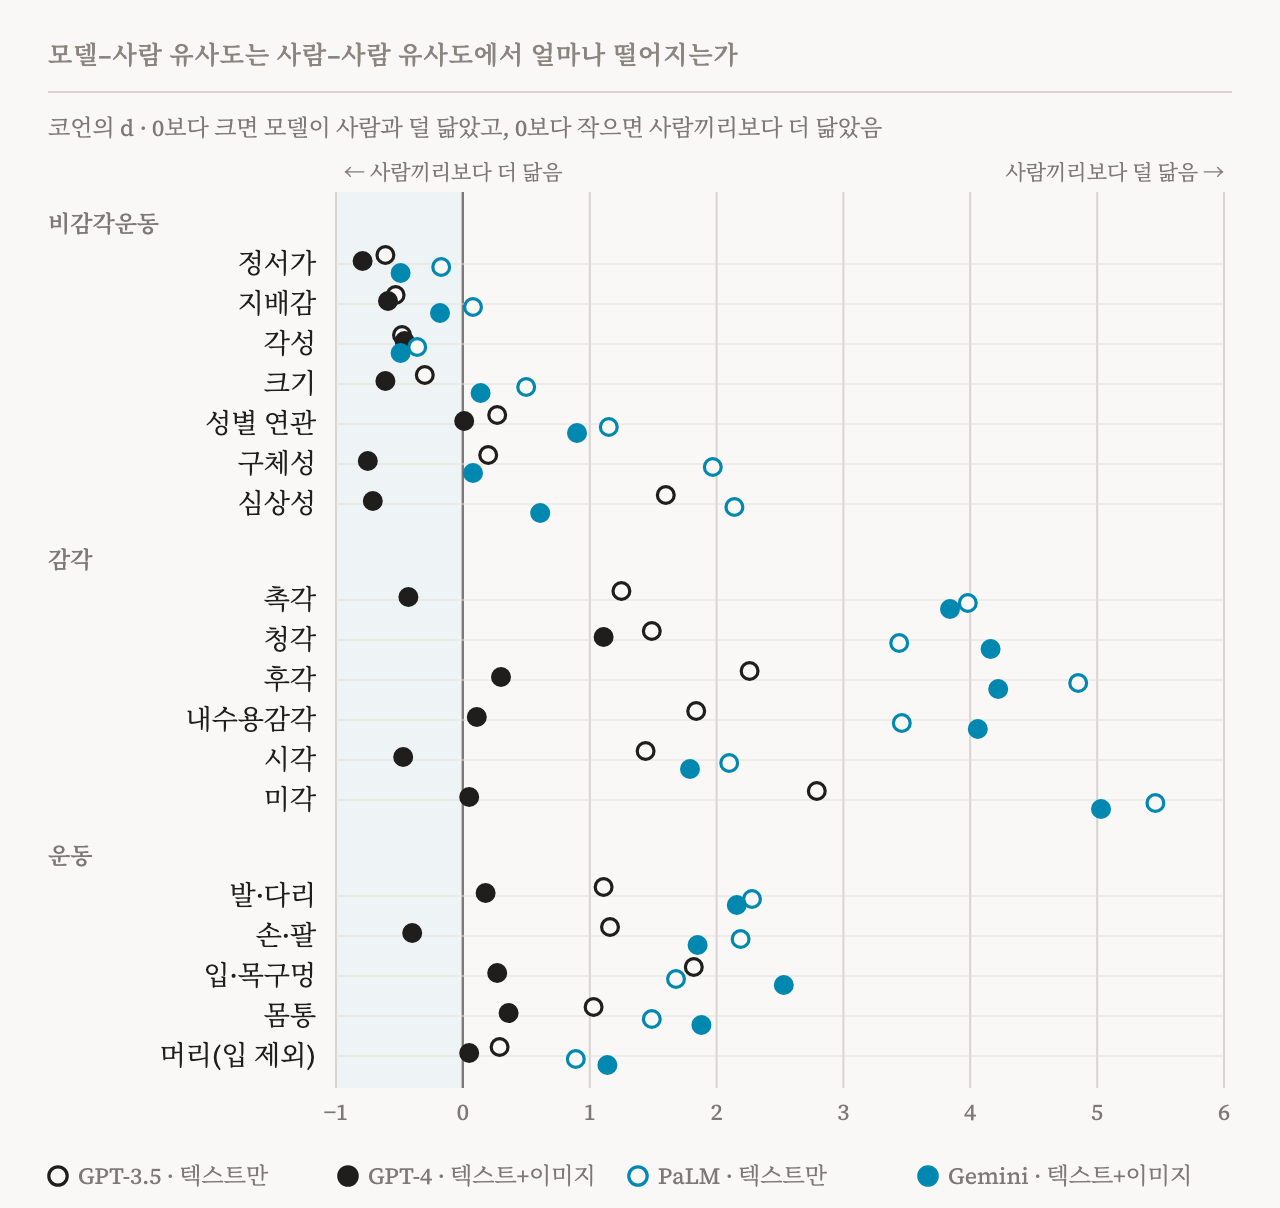 모델–사람 유사도는 사람–사람 유사도에서 얼마나 떨어지는가
코언의 d · 0보다 크면 모델이 사람과 덜 닮았고, 0보다 작으면 사람끼리보다 더 닮았음
← 사람끼리보다 더 닮음
사람끼리보다 덜 닮음 →
비감각운동
정서가
지배감
각성
크기
성별 연관
구체성
심상성
감각
촉각
청각
후각
내수용감각
시각
미각
운동
발·다리
손·팔
입·목구멍
몸통
머리(입 제외)
−1 0 1 2 3 4 5 6
GPT-3.5 · 텍스트만
GPT-4 · 텍스트+이미지
PaLM · 텍스트만
Gemini · 텍스트+이미지